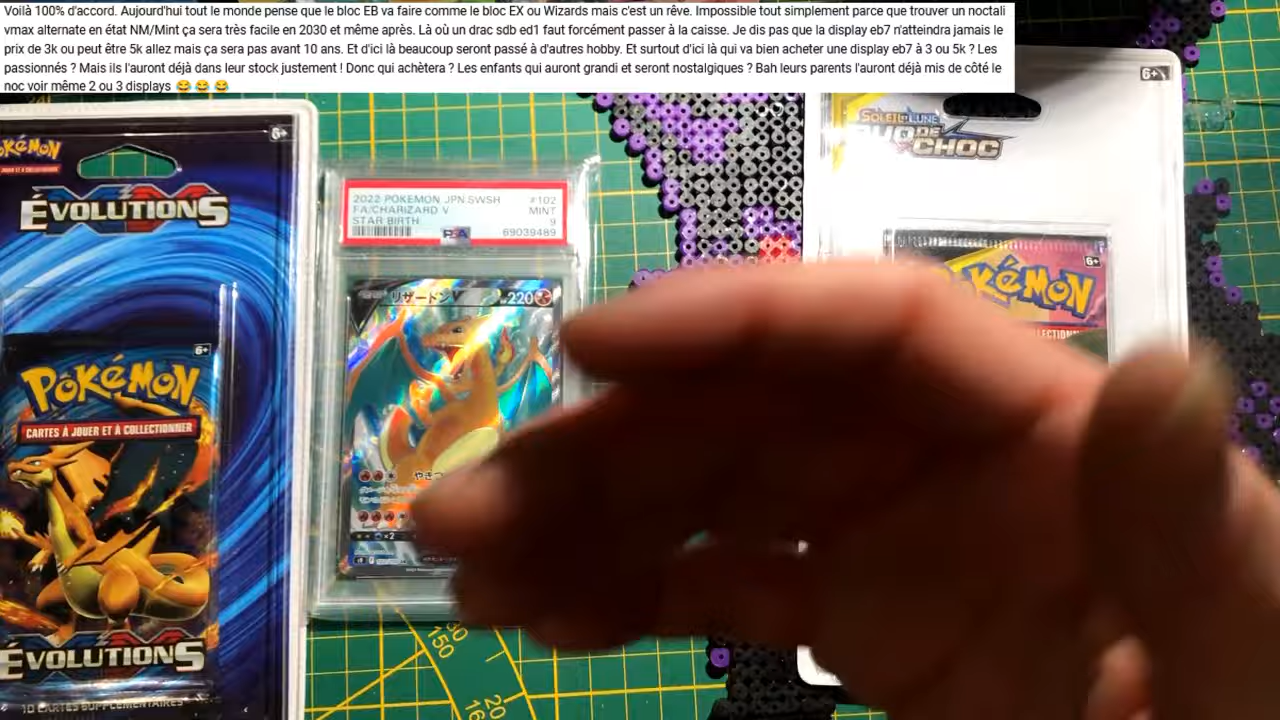 Voilà 100% d'accord. Aujourd'hui tout le monde pense que le bloc EB va faire comme le bloc EX ou Wizards mais c'est un rêve. Impossible tout simplement parce que trouver un noctali
vmax alternate en état NM/Mint ça sera très facile en 2030 et même après. Là où un drac sdb ed1 faut forcément passer à la caisse. Je dis pas que la display eb7 n'atteindra jamais le
prix de 3k ou peut être 5k allez mais ça sera pas avant 10 ans. Et d'ici là beaucoup seront passé à d'autres hobby. Et surtout d'ici là qui va bien acheter une display eb7 à 3 ou 5k ? Les
passionnés ? Mais ils l'auront déjà dans leur stock justement ! Donc qui achètera ? Les enfants qui auront grandi et seront nostalgiques ? Bah leurs parents l'auront déjà mis de côté le
noc voir même 2 ou 3 displays 😂 😂 😂
6+
POKÉMON
XY
ÉVOLUTIONS
6+
POKÉMON
CARTES À JOUER ET À COLLECTIONNER
XY
ÉVOLUTIONS
10 CARTES SUPPLÉMENTAIRES
2022 POKEMON JPN.SWSH #102
FA/CHARIZARD V MINT
STAR BIRTH 9
PSA 69039489
リザードンV 220
×2
6+
SOLEIL LUNE
DUO DE
CHOC
6+
POKÉMON
150
20